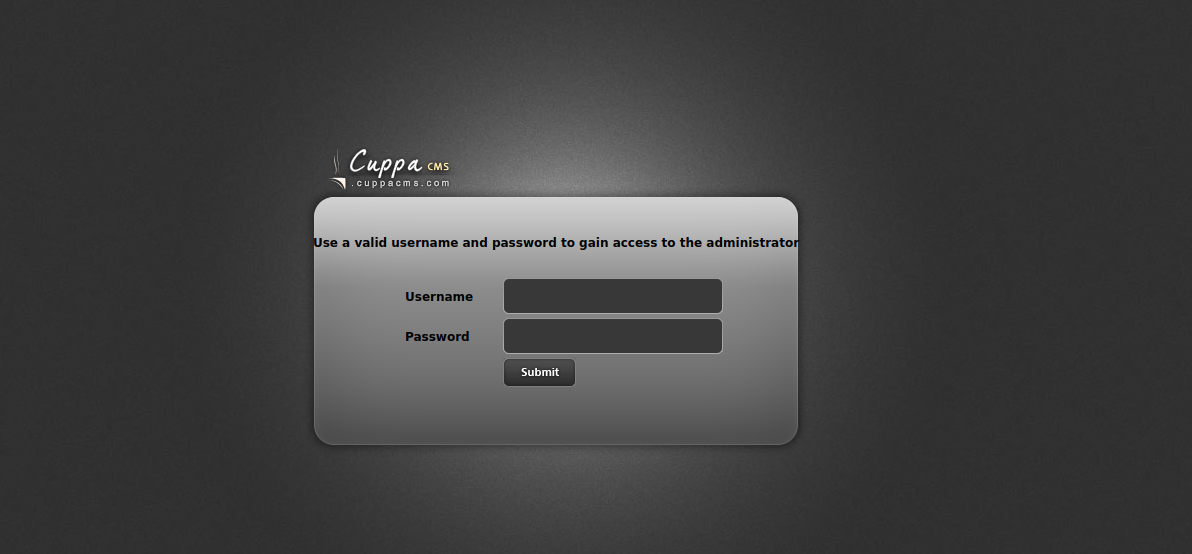 Cuppa CMS
.cuppacms.com
Use a valid username and password to gain access to the administrator
Username
Password
Submit